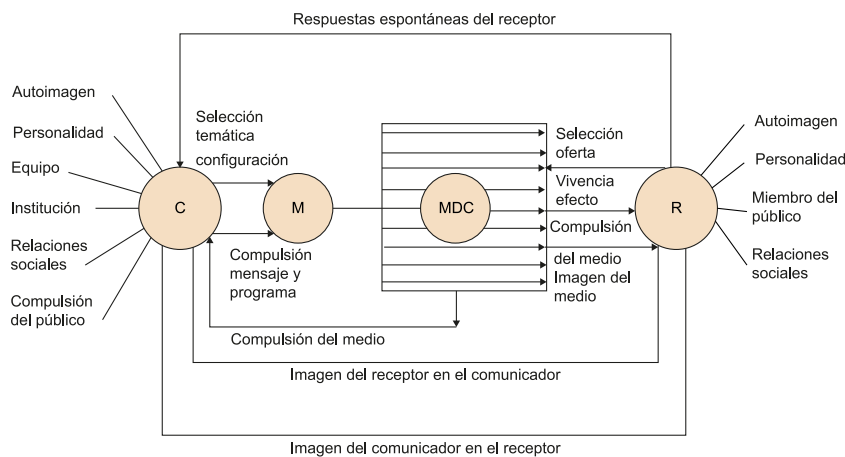 Respuestas espontáneas del receptor
Autoimagen
Personalidad
Equipo
Institución
Relaciones
sociales
Compulsión
del público
C
Selección
temática
configuración
M
Compulsión
mensaje y
programa
MDC
Selección
oferta
Vivencia
efecto
Compulsión
del medio
Imagen del
medio
R
Autoimagen
Personalidad
Miembro del
público
Relaciones
sociales
Compulsión del medio
Imagen del receptor en el comunicador
Imagen del comunicador en el receptor